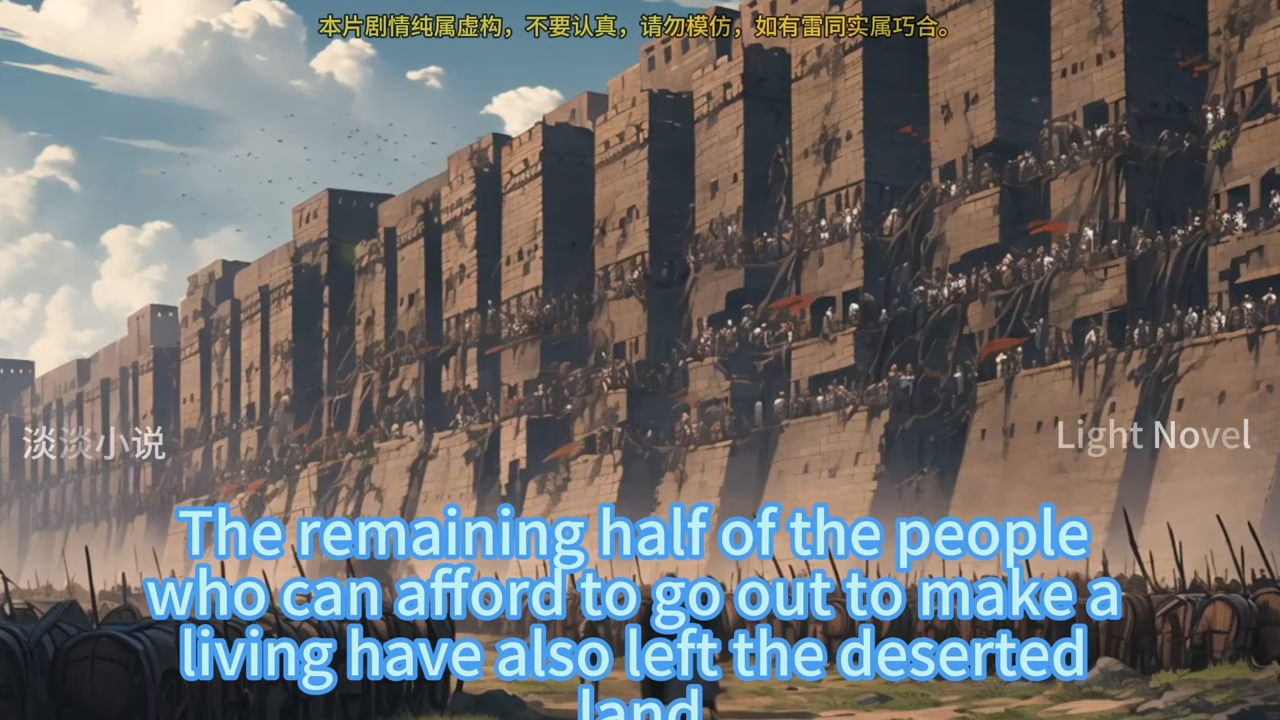 本片剧情纯属虚构，不要认真，请勿模仿，如有雷同实属巧合。
淡淡小说
Light Novel
The remaining half of the people
who can afford to go out to make a
living have also left the deserted
land